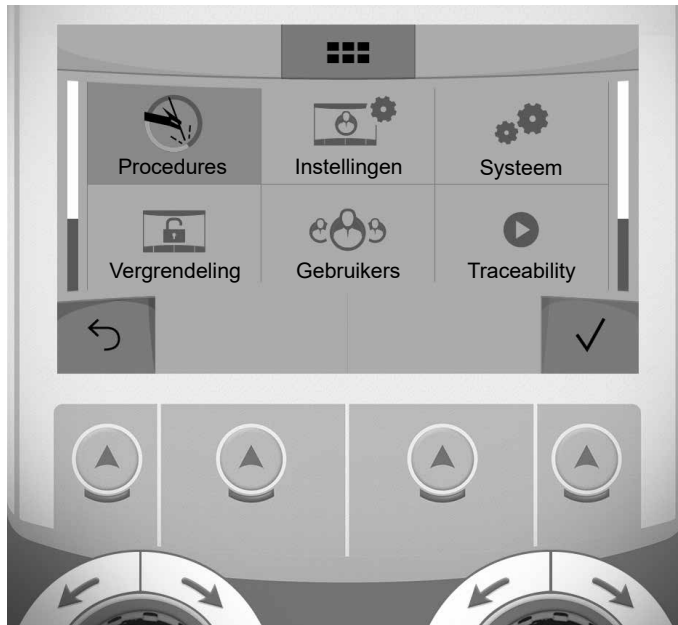 Procedures
Instellingen
Systeem
Vergrendeling
Gebruikers
Traceability